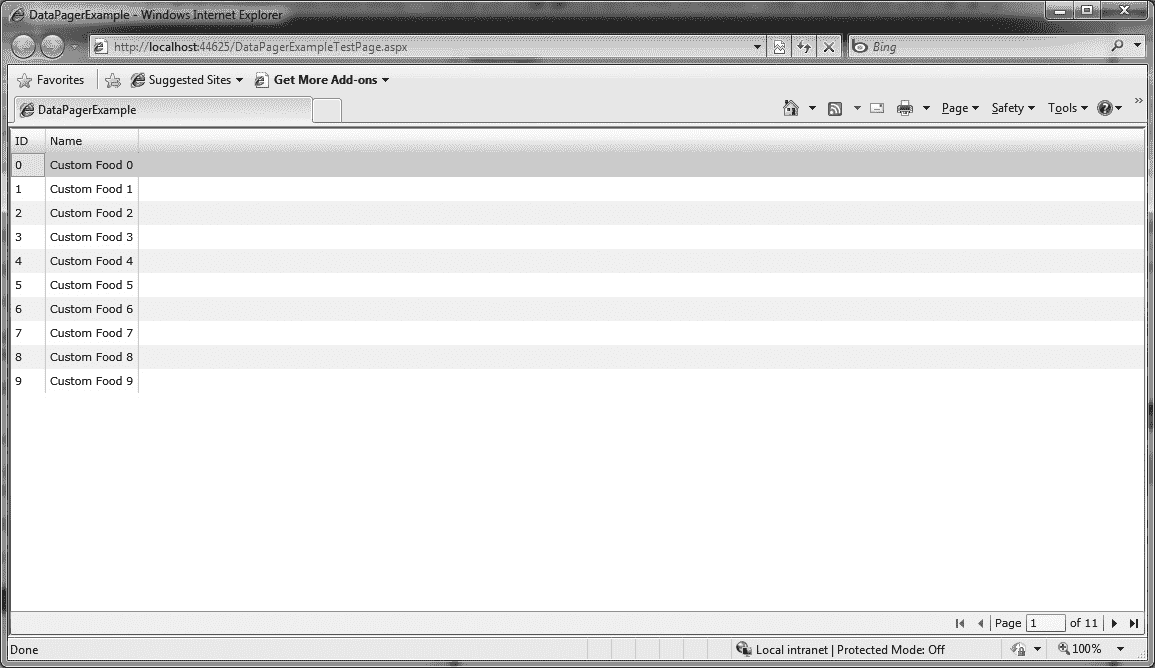 DataPagerExample - Windows Internet Explorer
http://localhost:44625/DataPagerExampleTestPage.aspx Bing
Favorites Suggested Sites Get More Add-ons
DataPagerExample Page Safety Tools »
ID Name
0 Custom Food 0
1 Custom Food 1
2 Custom Food 2
3 Custom Food 3
4 Custom Food 4
5 Custom Food 5
6 Custom Food 6
7 Custom Food 7
8 Custom Food 8
9 Custom Food 9
Page 1 of 11
Done Local intranet | Protected Mode: Off 100%